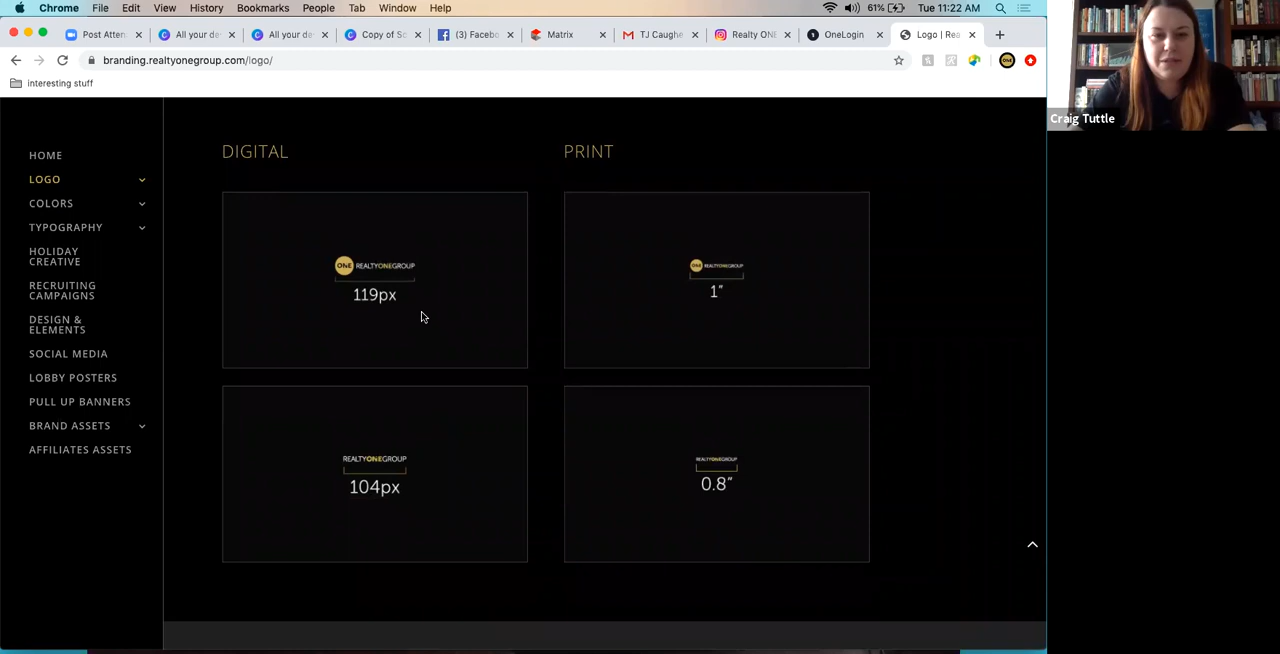 Chrome File Edit View History Bookmarks People Tab Window Help 61% Tue 11:22 AM
Post Atten All your de All your de Copy of Sc (3) Facebo Matrix TJ Caughe Realty ONE OneLogin Logo | Rea
branding.realtyonegroup.com/logo/
interesting stuff
Craig Tuttle
HOME
LOGO
COLORS
TYPOGRAPHY
HOLIDAY
CREATIVE
RECRUITING
CAMPAIGNS
DESIGN &
ELEMENTS
SOCIAL MEDIA
LOBBY POSTERS
PULL UP BANNERS
BRAND ASSETS
AFFILIATES ASSETS
DIGITAL
ONE REALTYONEGROUP
119px
REALTYONEGROUP
104px
PRINT
ONE REALTYONEGROUP
1"
REALTYONEGROUP
0.8"